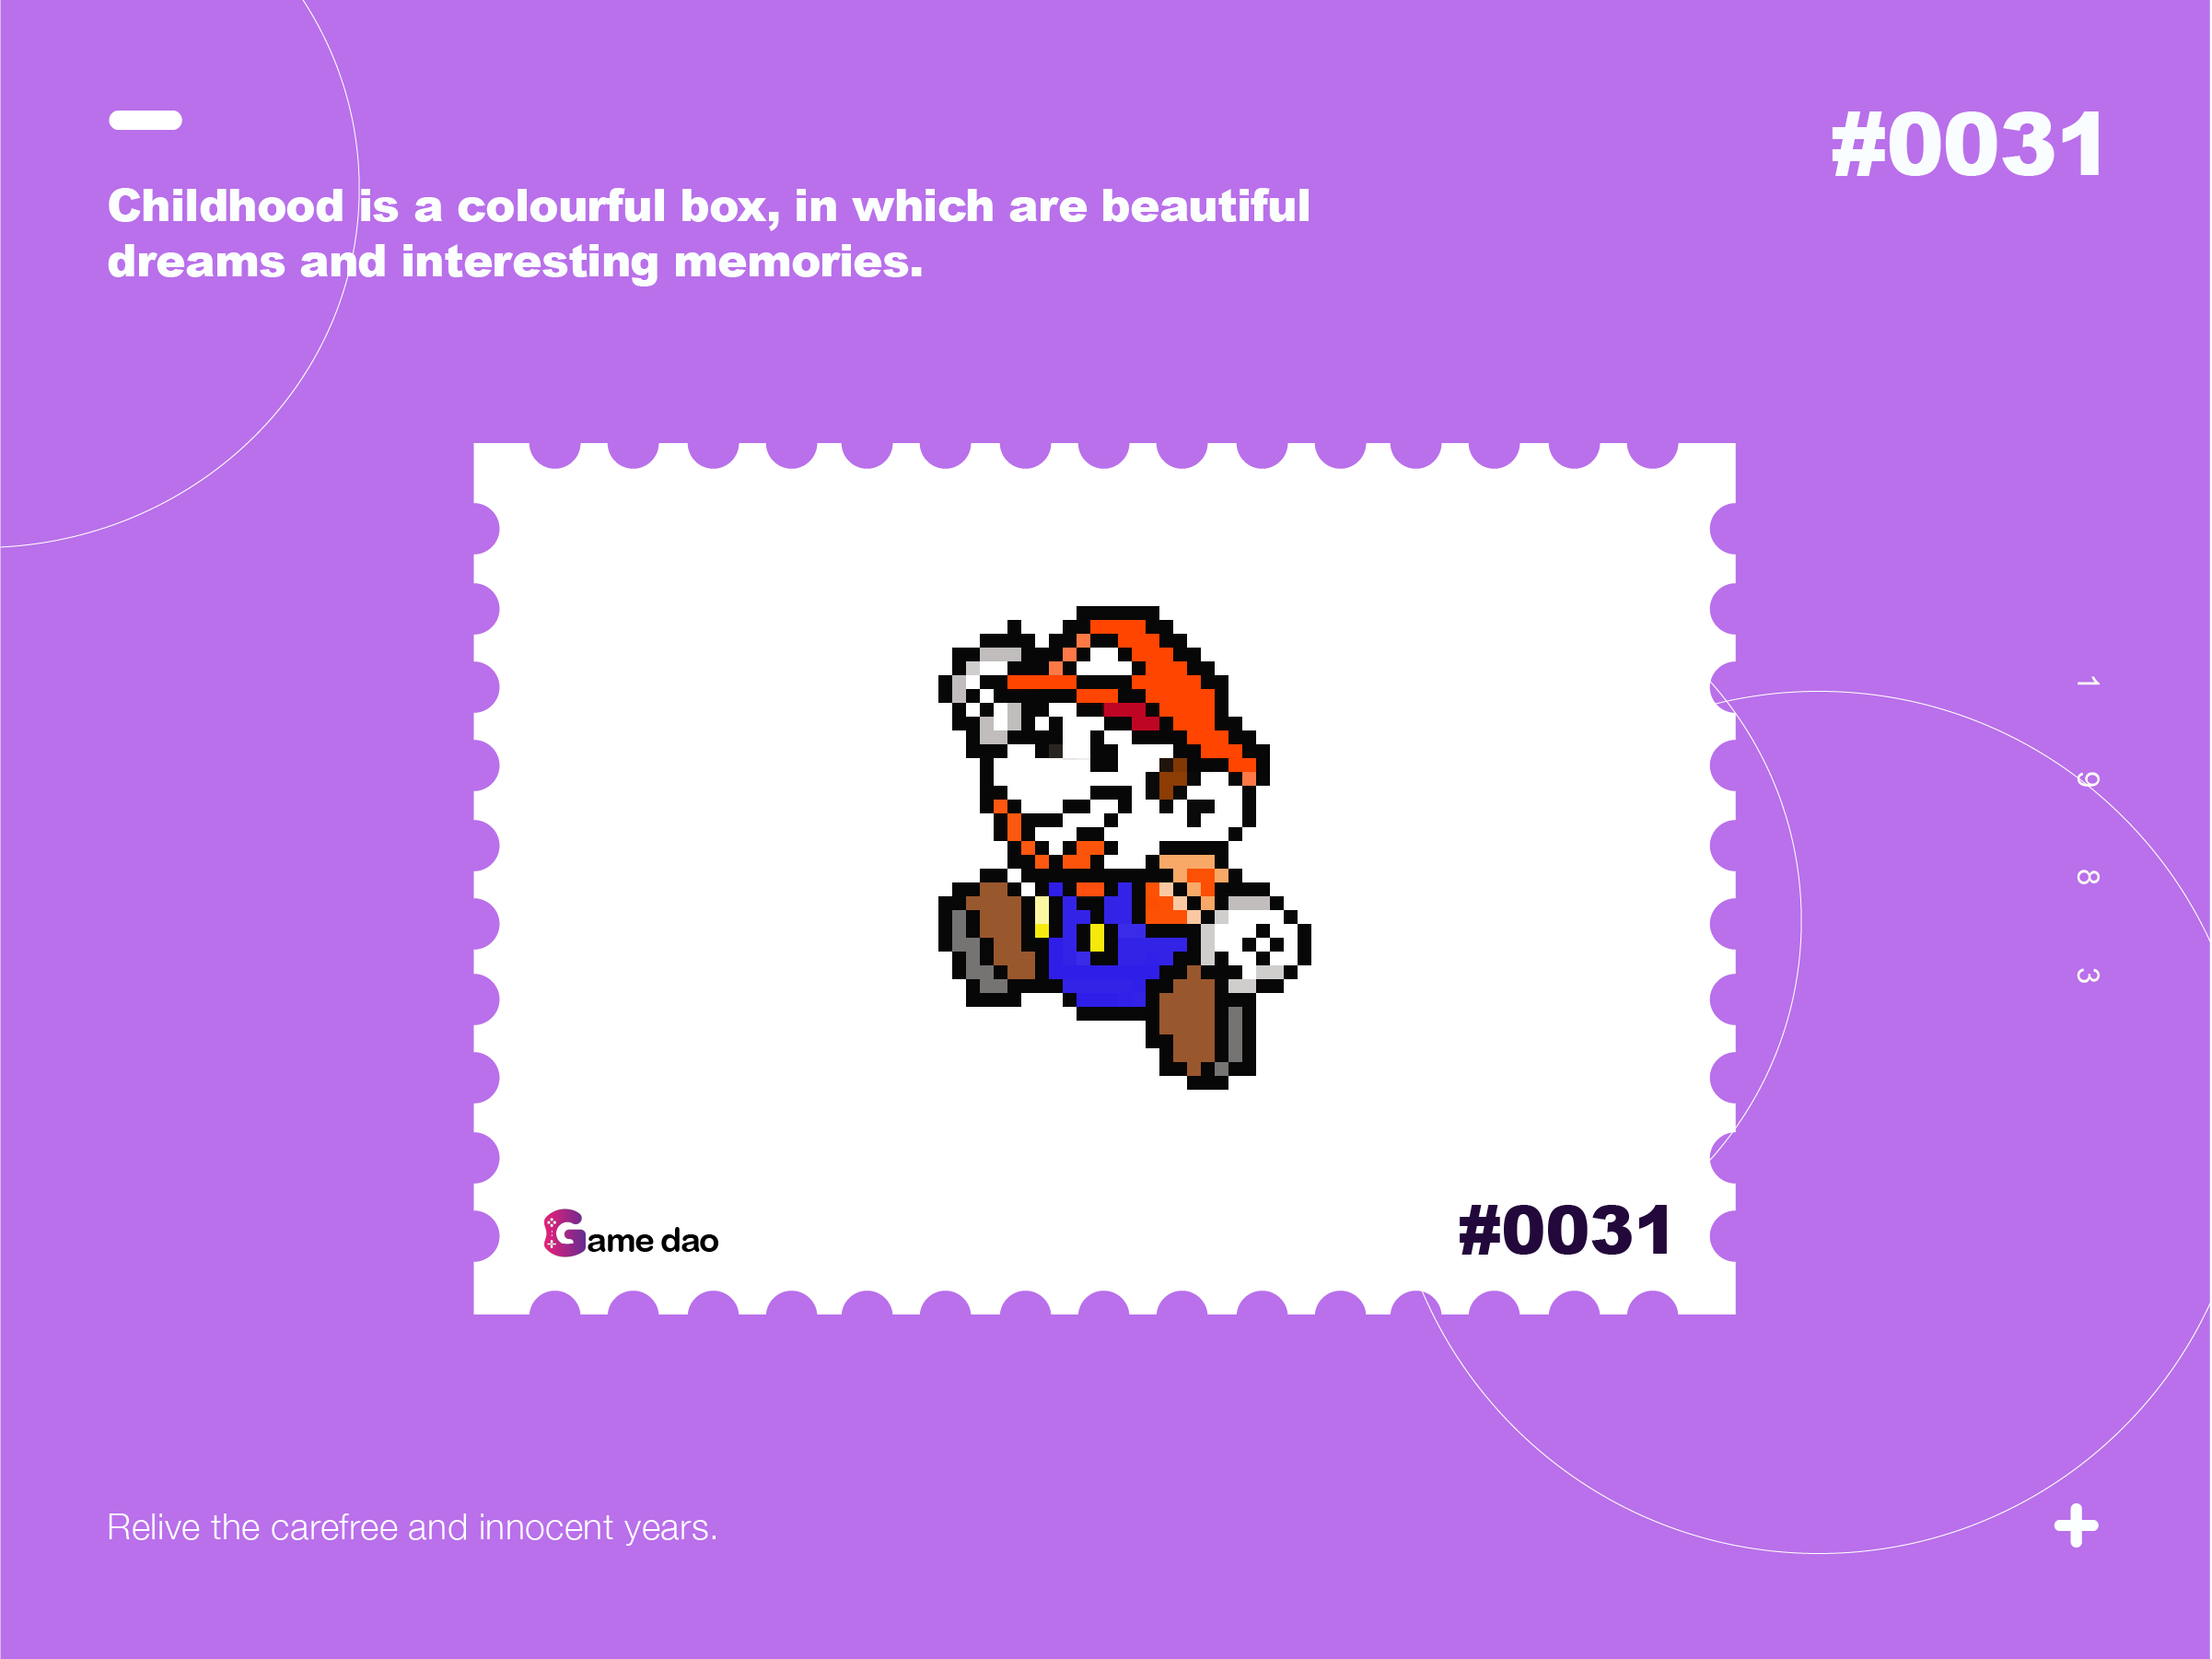 #0031
Childhood is a colourful box, in which are beautiful
dreams and interesting memories.
1 9 8 3
Game dao
#0031
Relive the carefree and innocent years.